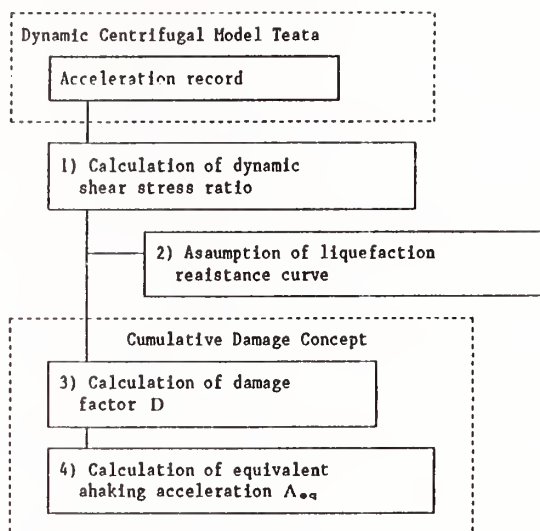 Dynamic Centrifugal Model Teata
Acceleration record
1) Calculation of dynamic
shear stress ratio
2) Asaumption of liquefaction
reaistance curve
Cumulative Damage Concept
3) Calculation of damage
factor D
4) Calculation of equivalent
ahaking acceleration Λeq